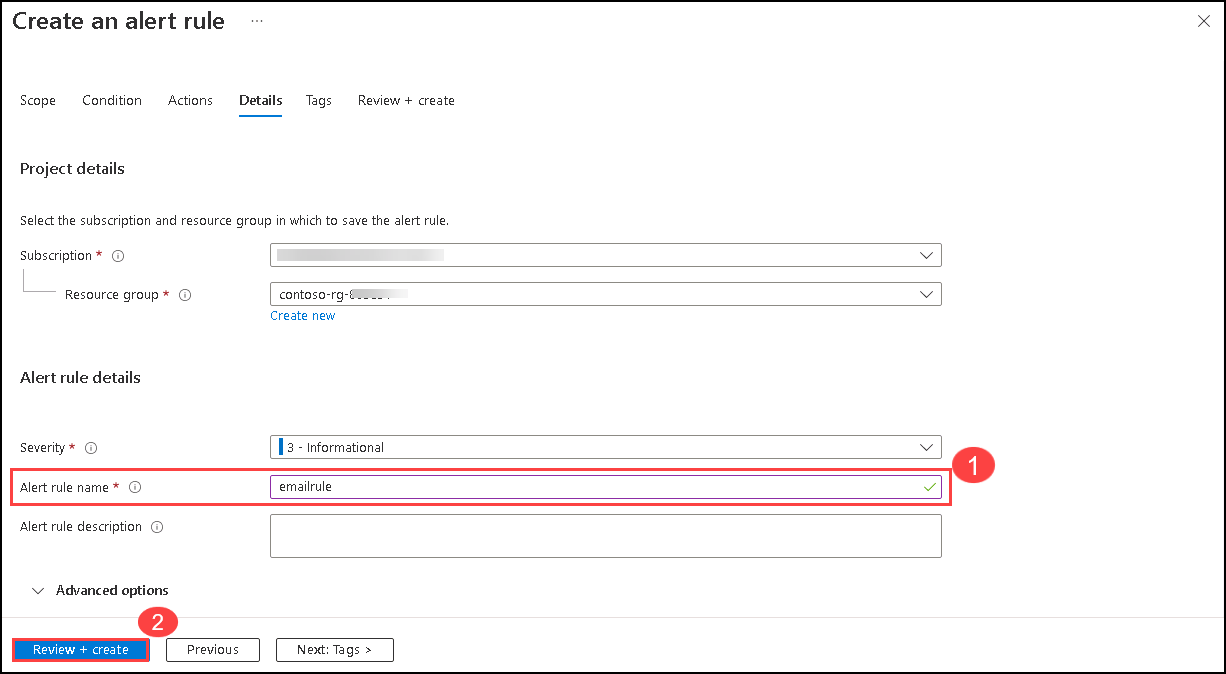 Create an alert rule ...
Scope Condition Actions Details Tags Review + create
Project details
Select the subscription and resource group in which to save the alert rule.
Subscription *
Resource group * contoso-rg-
Create new
Alert rule details
Severity * 3 - Informational
1
Alert rule name * emailrule
Alert rule description
Advanced options
2
Review + create Previous Next: Tags >